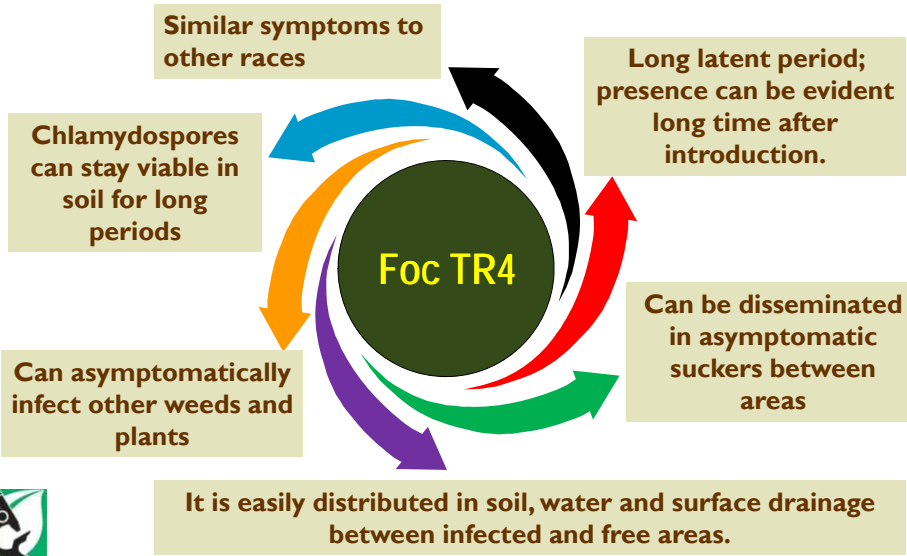 Similar symptoms to
other races
Long latent period;
presence can be evident
long time after
introduction.
Chlamydospores
can stay viable in
soil for long
periods
Foc TR4
Can be disseminated
in asymptomatic
suckers between
areas
Can asymptomatically
infect other weeds and
plants
It is easily distributed in soil, water and surface drainage
between infected and free areas.